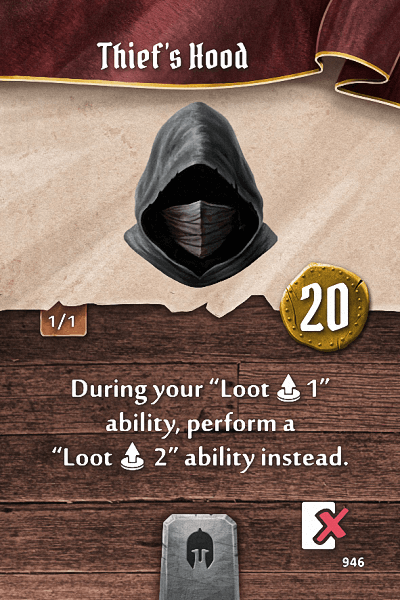 Thief's Hood
20
1/1
During your “Loot 1”
ability, perform a
“Loot 2” ability instead.
946